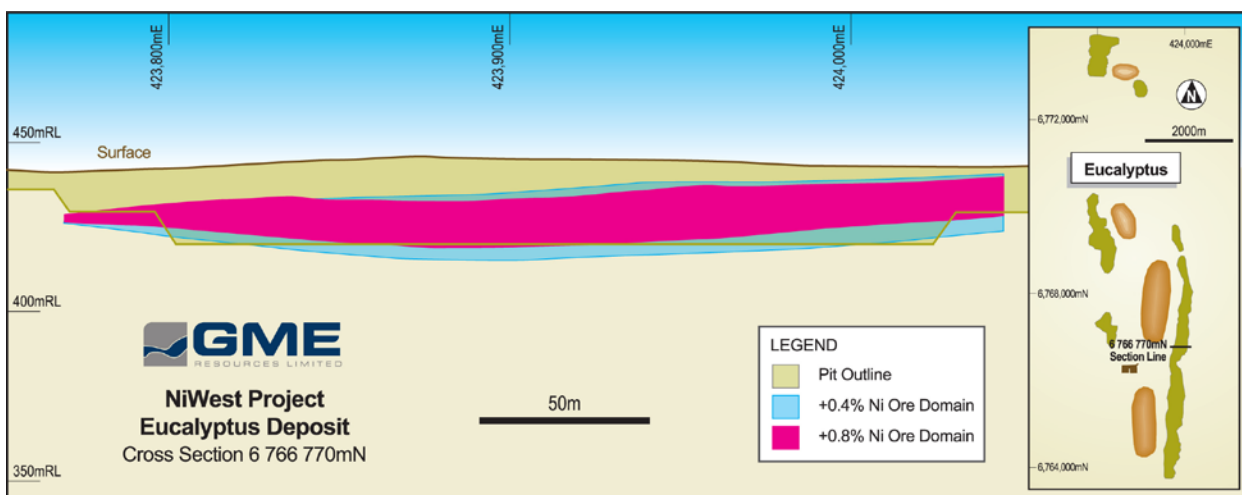 423,800mE
423,900mE
424,000mE
450mRL
Surface
400mRL
350mRL
GME
RESOURCES LIMITED
NiWest Project
Eucalyptus Deposit
Cross Section 6 766 770mN
50m
LEGEND
Pit Outline
+0.4% Ni Ore Domain
+0.8% Ni Ore Domain
424,000mE
N
6,772,000mN
2000m
Eucalyptus
6,768,000mN
6 766 770mN
Section Line
6,764,000mN